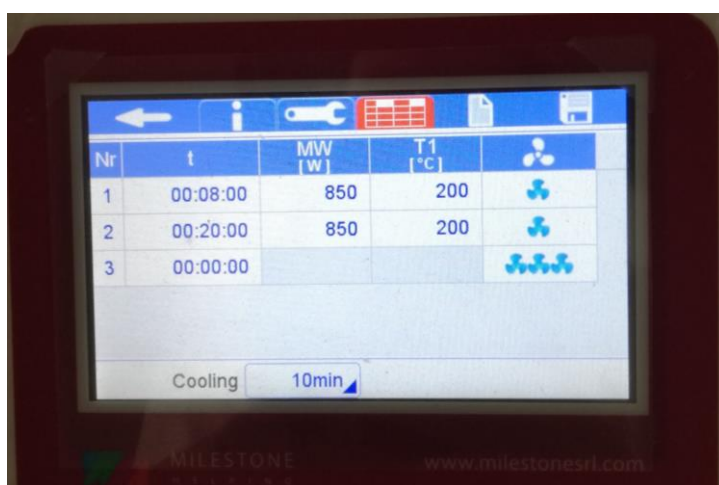 Nr t MW [W] T1 [°C]
1 00:08:00 850 200
2 00:20:00 850 200
3 00:00:00
Cooling 10min
MILESTONE www.milestonesrl.com